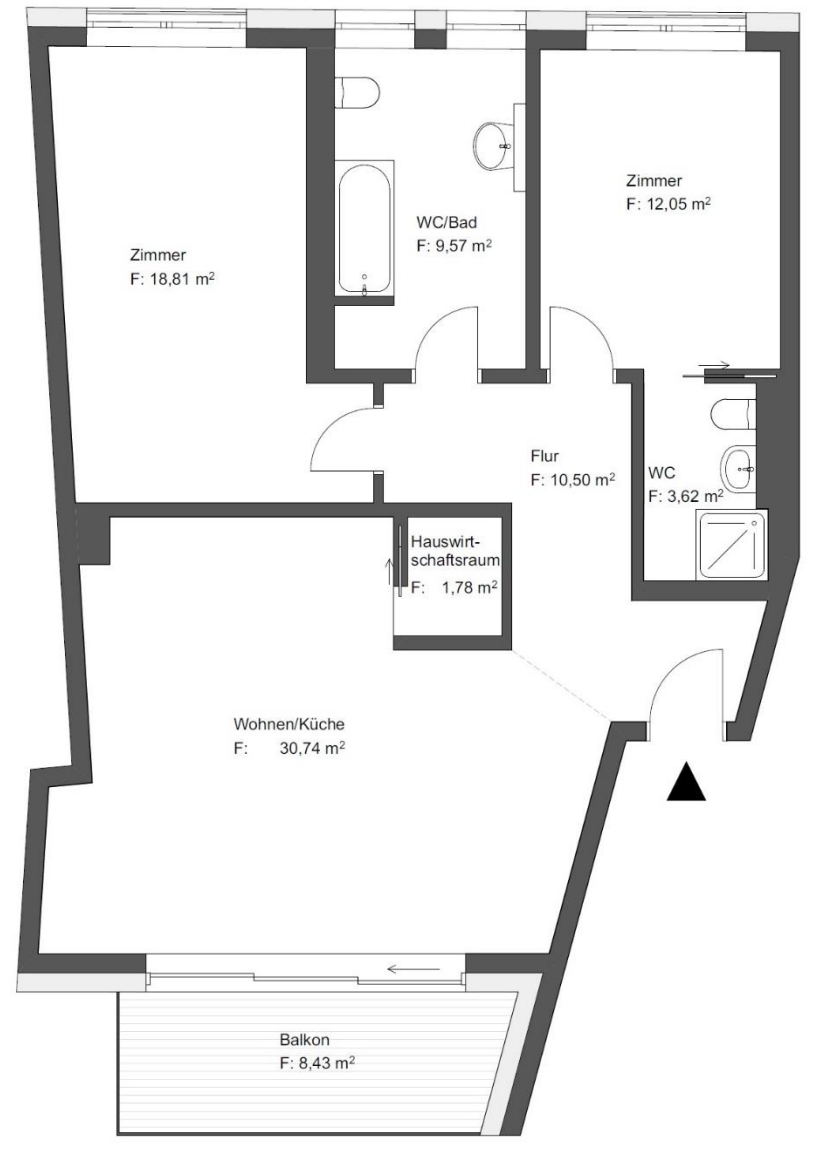 Zimmer
F: 12,05 m²
WC/Bad
F: 9,57 m²
Zimmer
F: 18,81 m²
Flur
F: 10,50 m²
WC
F: 3,62 m²
Hauswirt-
schaftsraum
F: 1,78 m²
Wohnen/Küche
F: 30,74 m²
Balkon
F: 8,43 m²